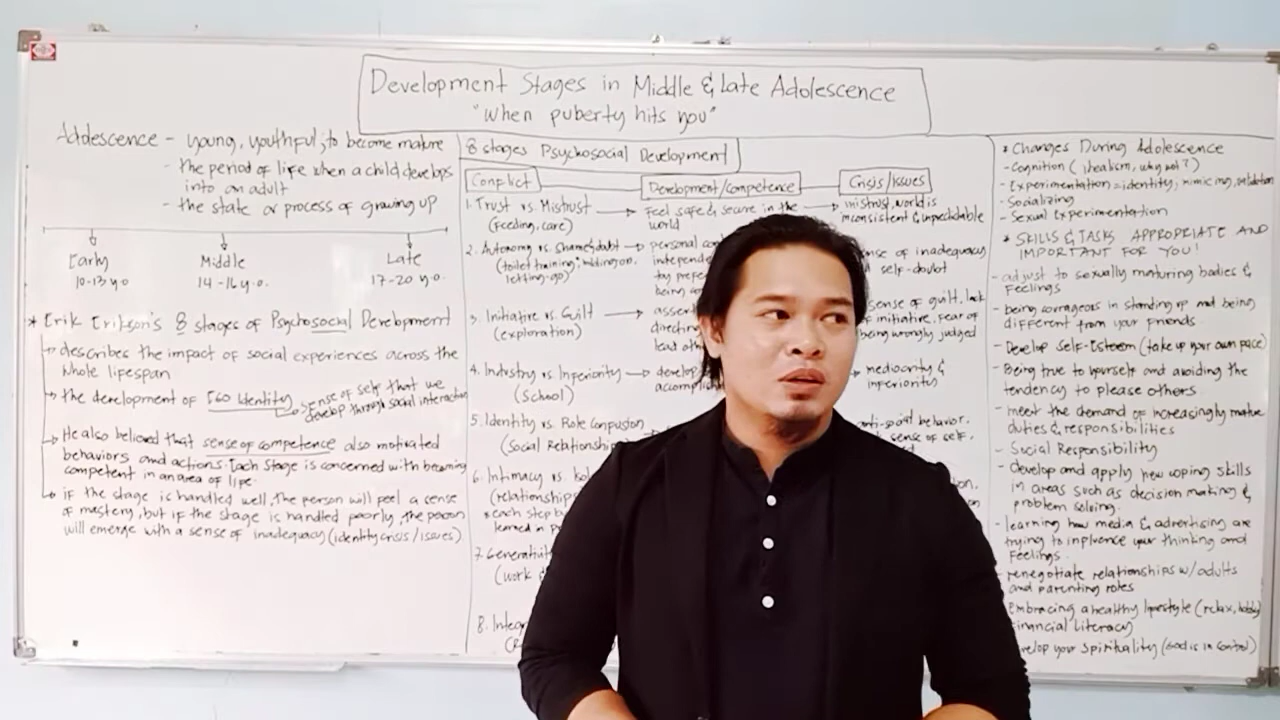 Development Stages in Middle & Late Adolescence
"When puberty hits you"
Adolescence - young, youthful, to become mature
- the period of life when a child develops
into an adult
- the state or process of growing up
Early
10-13 y.o
Middle
14-16 y.o.
Late
17-20 y.o.
* Erik Erikson's 8 stages of Psychosocial Development
describes the impact of social experiences across the
whole lifespan
the development of Ego Identity
sense of self that we
develop through social interaction
He also believed that sense of competence also motivated
behaviors and actions. Each stage is concerned with becoming
competent in an area of life.
if the stage is handled well, the person will feel a sense
of mastery, but if the stage is handled poorly, the person
will emerge with a sense of inadequacy (identity crisis/issues)
8 stages Psychosocial Development
Conflict
Development/competence
Crisis/Issues
1. Trust vs. Mistrust
(Feeding, care)
Feel safe & secure in the
world
mistrust, world is
inconsistent & unpredictable
2. Autonomy vs Shame & doubt
(toilet training,
letting-go)
personal
sense of inadequacy
self-doubt
3. Initiative vs Guilt
(exploration)
directing
sense of guilt, lack
of initiative, fear of
being wrongly judged
4. Industry vs Inferiority
(School)
develop
mediocrity &
inferiority
5. Identity vs. Role Confusion
(Social Relationships
behavior,
sense of self,
6. Intimacy vs.
(relationships
* each step
learned in
7.
(work
8.
* Changes During Adolescence
- Cognition (idealism, why not?)
- Experimentation = identity, mimicing, validation
- Socializing
- Sexual Experimentation
* SKILLS & TASKS APPROPRIATE AND
IMPORTANT FOR YOU!
- adjust to sexually maturing bodies &
feelings
- being courageous in standing up and being
different from your friends
- Develop self-Esteem (take up your own pace)
- Being true to yourself and avoiding the
tendency to please others
- meet the demand of increasingly mature
duties & responsibilities
- Social Responsibility
- develop and apply new coping skills
in areas such as decision making &
problem solving.
- learning how media & advertising are
trying to influence your thinking and
feelings.
- renegotiate relationships w/ adults
and parenting roles
Embracing a healthy lifestyle (relax, hobby)
Financial Literacy
your Spirituality (God is in Control)